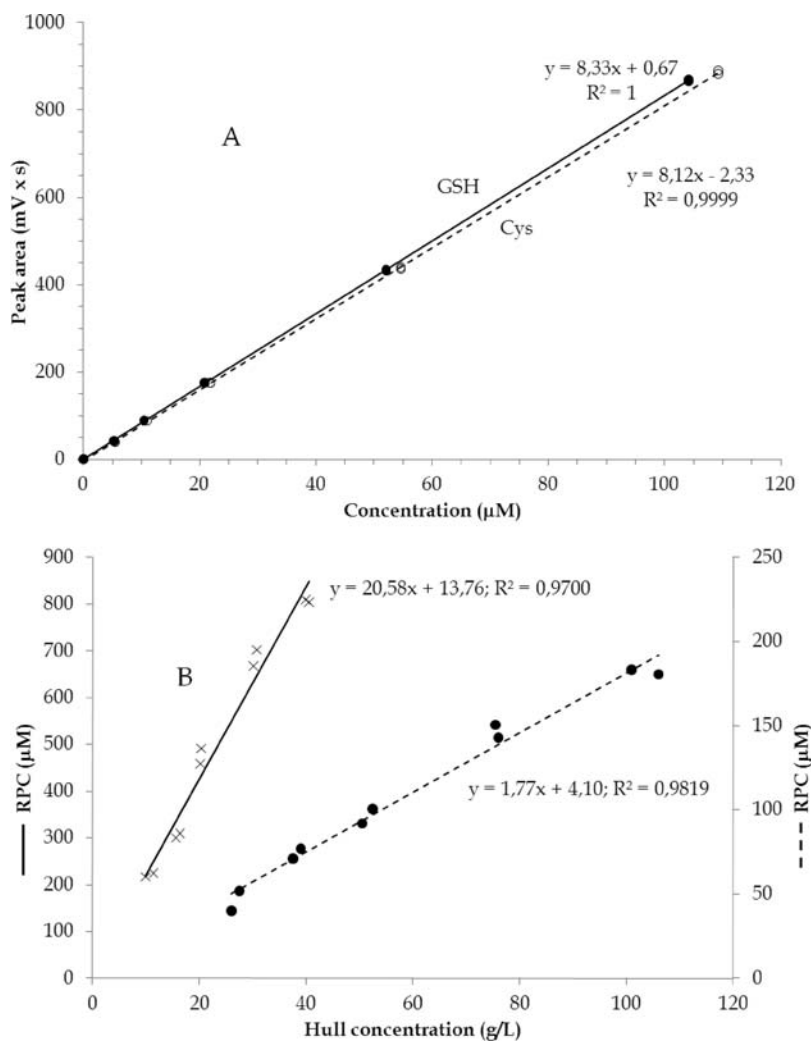 1000
y = 8,33x + 0,67
R² = 1
800
A
Peak area (mV x s)
600
GSH
y = 8,12x - 2,33
R² = 0,9999
Cys
400
200
0
0 20 40 60 80 100 120
Concentration (µM)
900 250
y = 20,58x + 13,76; R² = 0,9700
800
700 200
B
600
500 150
RPC (µM)
400
y = 1,77x + 4,10; R² = 0,9819
100
RPC (µM)
300
200 50
100
0 0
0 20 40 60 80 100 120
Hull concentration (g/L)